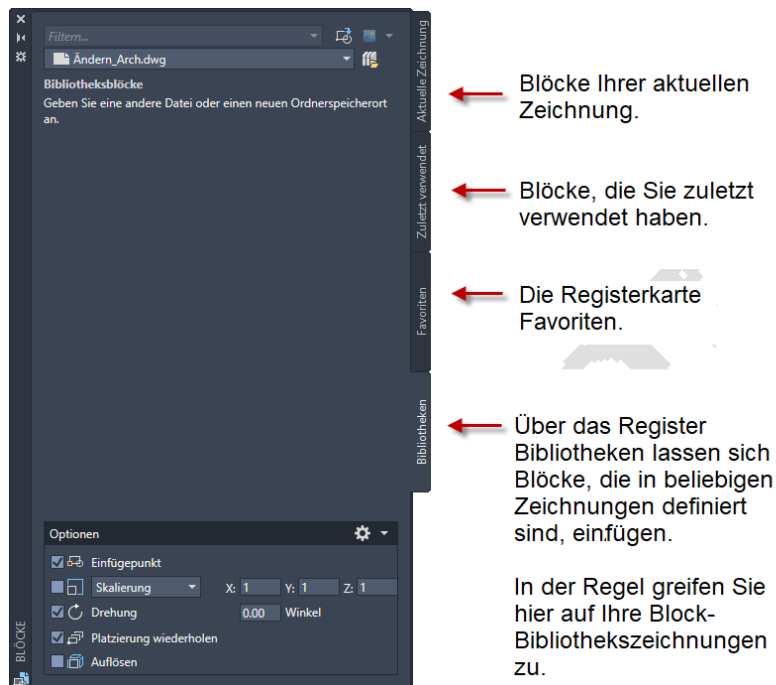 Filtern...
Ändern_Arch.dwg
Bibliotheksblöcke
Geben Sie eine andere Datei oder einen neuen Ordnerspeicherort
an.
Aktuelle Zeichnung
Zuletzt verwendet
Favoriten
Bibliotheken
Optionen
Einfügepunkt
Skalierung X: 1 Y: 1 Z: 1
Drehung 0.00 Winkel
Platzierung wiederholen
Auflösen
BLÖCKE
Blöcke Ihrer aktuellen
Zeichnung.
Blöcke, die Sie zuletzt
verwendet haben.
Die Registerkarte
Favoriten.
Über das Register
Bibliotheken lassen sich
Blöcke, die in beliebigen
Zeichnungen definiert
sind, einfügen.
In der Regel greifen Sie
hier auf Ihre Block-
Bibliothekszeichnungen
zu.